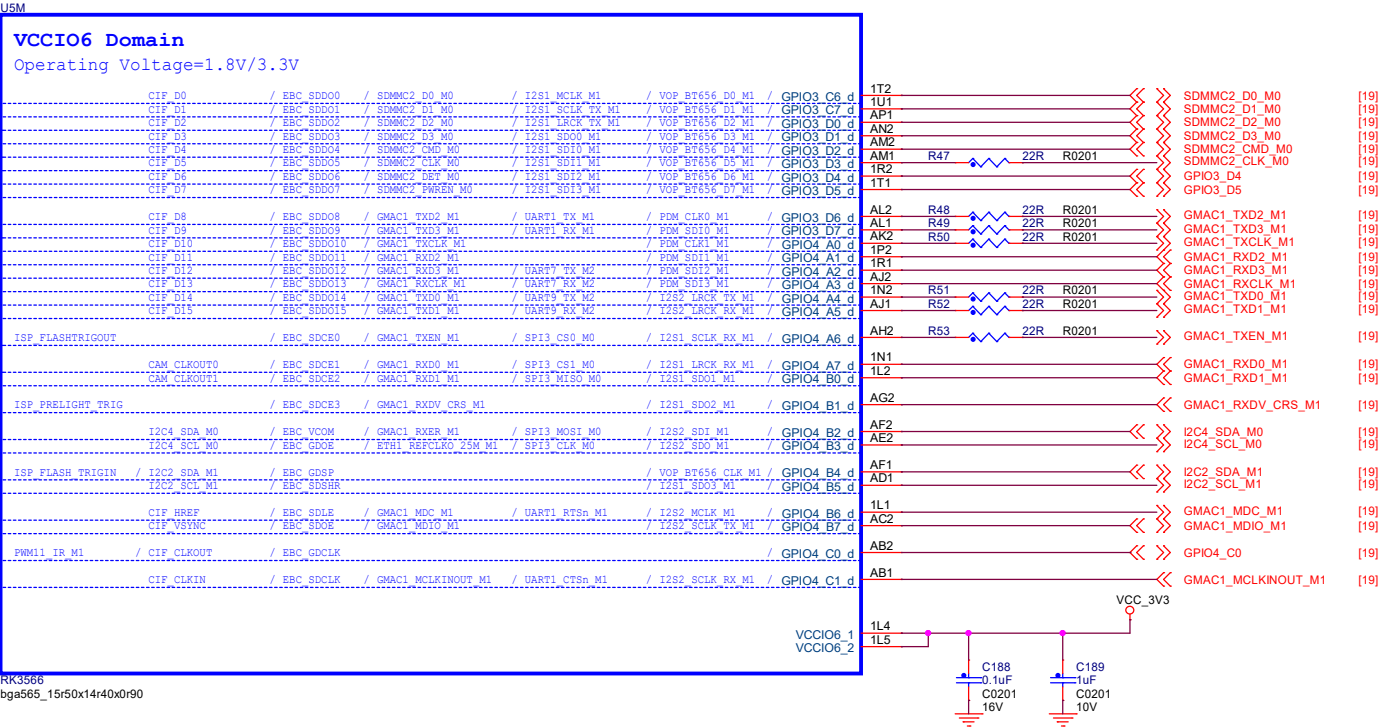 U5M
VCCIO6 Domain
Operating Voltage=1.8V/3.3V
CIF_D0 / EBC_SDDO0 / SDMMC2_D0_M0 / I2S1_MCLK_M1 / VOP_BT656_D0_M1 / GPIO3_C6_d 1T2 SDMMC2_D0_M0 [19]
CIF_D1 / EBC_SDDO1 / SDMMC2_D1_M0 / I2S1_SCLK_TX_M1 / VOP_BT656_D1_M1 / GPIO3_C7_d 1U1 SDMMC2_D1_M0 [19]
CIF_D2 / EBC_SDDO2 / SDMMC2_D2_M0 / I2S1_LRCK_TX_M1 / VOP_BT656_D2_M1 / GPIO3_D0_d AP1 SDMMC2_D2_M0 [19]
CIF_D3 / EBC_SDDO3 / SDMMC2_D3_M0 / I2S1_SDO0_M1 / VOP_BT656_D3_M1 / GPIO3_D1_d AN2 SDMMC2_D3_M0 [19]
CIF_D4 / EBC_SDDO4 / SDMMC2_CMD_M0 / I2S1_SDI0_M1 / VOP_BT656_D4_M1 / GPIO3_D2_d AM2 SDMMC2_CMD_M0 [19]
CIF_D5 / EBC_SDDO5 / SDMMC2_CLK_M0 / I2S1_SDI1_M1 / VOP_BT656_D5_M1 / GPIO3_D3_d AM1 R47 22R R0201 SDMMC2_CLK_M0 [19]
CIF_D6 / EBC_SDDO6 / SDMMC2_DET_M0 / I2S1_SDI2_M1 / VOP_BT656_D6_M1 / GPIO3_D4_d 1R2 GPIO3_D4 [19]
CIF_D7 / EBC_SDDO7 / SDMMC2_PWREN_M0 / I2S1_SDI3_M1 / VOP_BT656_D7_M1 / GPIO3_D5_d 1T1 GPIO3_D5 [19]
CIF_D8 / EBC_SDDO8 / GMAC1_TXD2_M1 / UART1_TX_M1 / PDM_CLK0_M1 / GPIO3_D6_d AL2 R48 22R R0201 GMAC1_TXD2_M1 [19]
CIF_D9 / EBC_SDDO9 / GMAC1_TXD3_M1 / UART1_RX_M1 / PDM_SDI0_M1 / GPIO3_D7_d AL1 R49 22R R0201 GMAC1_TXD3_M1 [19]
CIF_D10 / EBC_SDDO10 / GMAC1_TXCLK_M1 / PDM_CLK1_M1 / GPIO4_A0_d AK2 R50 22R R0201 GMAC1_TXCLK_M1 [19]
CIF_D11 / EBC_SDDO11 / GMAC1_RXD2_M1 / PDM_SDI1_M1 / GPIO4_A1_d 1P2 GMAC1_RXD2_M1 [19]
CIF_D12 / EBC_SDDO12 / GMAC1_RXD3_M1 / UART7_TX_M2 / PDM_SDI2_M1 / GPIO4_A2_d 1R1 GMAC1_RXD3_M1 [19]
CIF_D13 / EBC_SDDO13 / GMAC1_RXCLK_M1 / UART7_RX_M2 / PDM_SDI3_M1 / GPIO4_A3_d AJ2 GMAC1_RXCLK_M1 [19]
CIF_D14 / EBC_SDDO14 / GMAC1_TXD0_M1 / UART9_TX_M2 / I2S2_LRCK_TX_M1 / GPIO4_A4_d 1N2 R51 22R R0201 GMAC1_TXD0_M1 [19]
CIF_D15 / EBC_SDDO15 / GMAC1_TXD1_M1 / UART9_RX_M2 / I2S2_LRCK_RX_M1 / GPIO4_A5_d AJ1 R52 22R R0201 GMAC1_TXD1_M1 [19]
ISP_FLASHTRIGOUT / EBC_SDCE0 / GMAC1_TXEN_M1 / SPI3_CS0_M0 / I2S1_SCLK_RX_M1 / GPIO4_A6_d AH2 R53 22R R0201 GMAC1_TXEN_M1 [19]
CAM_CLKOUT0 / EBC_SDCE1 / GMAC1_RXD0_M1 / SPI3_CS1_M0 / I2S1_LRCK_RX_M1 / GPIO4_A7_d 1N1 GMAC1_RXD0_M1 [19]
CAM_CLKOUT1 / EBC_SDCE2 / GMAC1_RXD1_M1 / SPI3_MISO_M0 / I2S1_SDO1_M1 / GPIO4_B0_d 1L2 GMAC1_RXD1_M1 [19]
ISP_PRELIGHT_TRIG / EBC_SDCE3 / GMAC1_RXDV_CRS_M1 / I2S1_SDO2_M1 / GPIO4_B1_d AG2 GMAC1_RXDV_CRS_M1 [19]
I2C4_SDA_M0 / EBC_VCOM / GMAC1_RXER_M1 / SPI3_MOSI_M0 / I2S2_SDI_M1 / GPIO4_B2_d AF2 I2C4_SDA_M0 [19]
I2C4_SCL_M0 / EBC_GDOE / ETH1_REFCLKO_25M_M1 / SPI3_CLK_M0 / I2S2_SDO_M1 / GPIO4_B3_d AE2 I2C4_SCL_M0 [19]
ISP_FLASH_TRIGIN / I2C2_SDA_M1 / EBC_GDSP / VOP_BT656_CLK_M1 / GPIO4_B4_d AF1 I2C2_SDA_M1 [19]
I2C2_SCL_M1 / EBC_SDSHR / I2S1_SDO3_M1 / GPIO4_B5_d AD1 I2C2_SCL_M1 [19]
CIF_HREF / EBC_SDLE / GMAC1_MDC_M1 / UART1_RTSn_M1 / I2S2_MCLK_M1 / GPIO4_B6_d 1L1 GMAC1_MDC_M1 [19]
CIF_VSYNC / EBC_SDOE / GMAC1_MDIO_M1 / I2S2_SCLK_TX_M1 / GPIO4_B7_d AC2 GMAC1_MDIO_M1 [19]
PWM11_IR_M1 / CIF_CLKOUT / EBC_GDCLK / GPIO4_C0_d AB2 GPIO4_C0 [19]
CIF_CLKIN / EBC_SDCLK / GMAC1_MCLKINOUT_M1 / UART1_CTSn_M1 / I2S2_SCLK_RX_M1 / GPIO4_C1_d AB1 GMAC1_MCLKINOUT_M1 [19]
VCC_3V3
VCCIO6_1 1L4
VCCIO6_2 1L5
C188 C189
0.1uF 1uF
C0201 C0201
16V 10V
RK3566
bga565_15r50x14r40x0r90